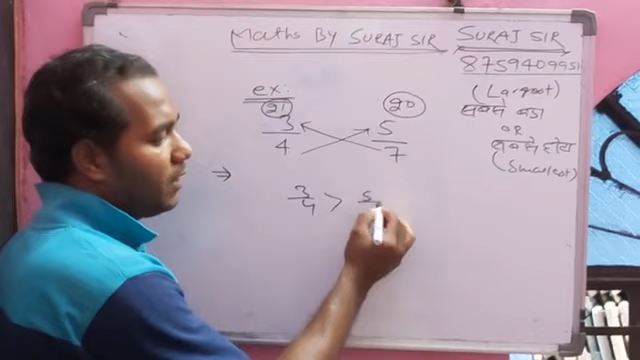 Maths By SURAJ SIR, SURAJ SIR
8759409951
ex:
(Largest)
सबसे बड़ा
OR
सबसे छोटा
(Smallest)
21 20
3/4 5/7
⇒ 3/4 > 5/